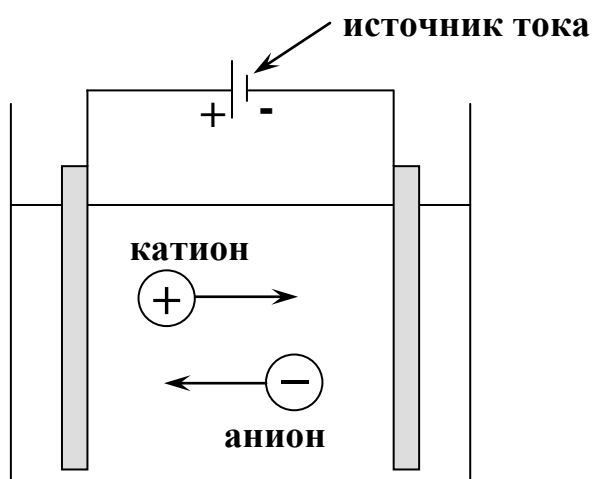 источник тока
+ -
катион
+
−
анион